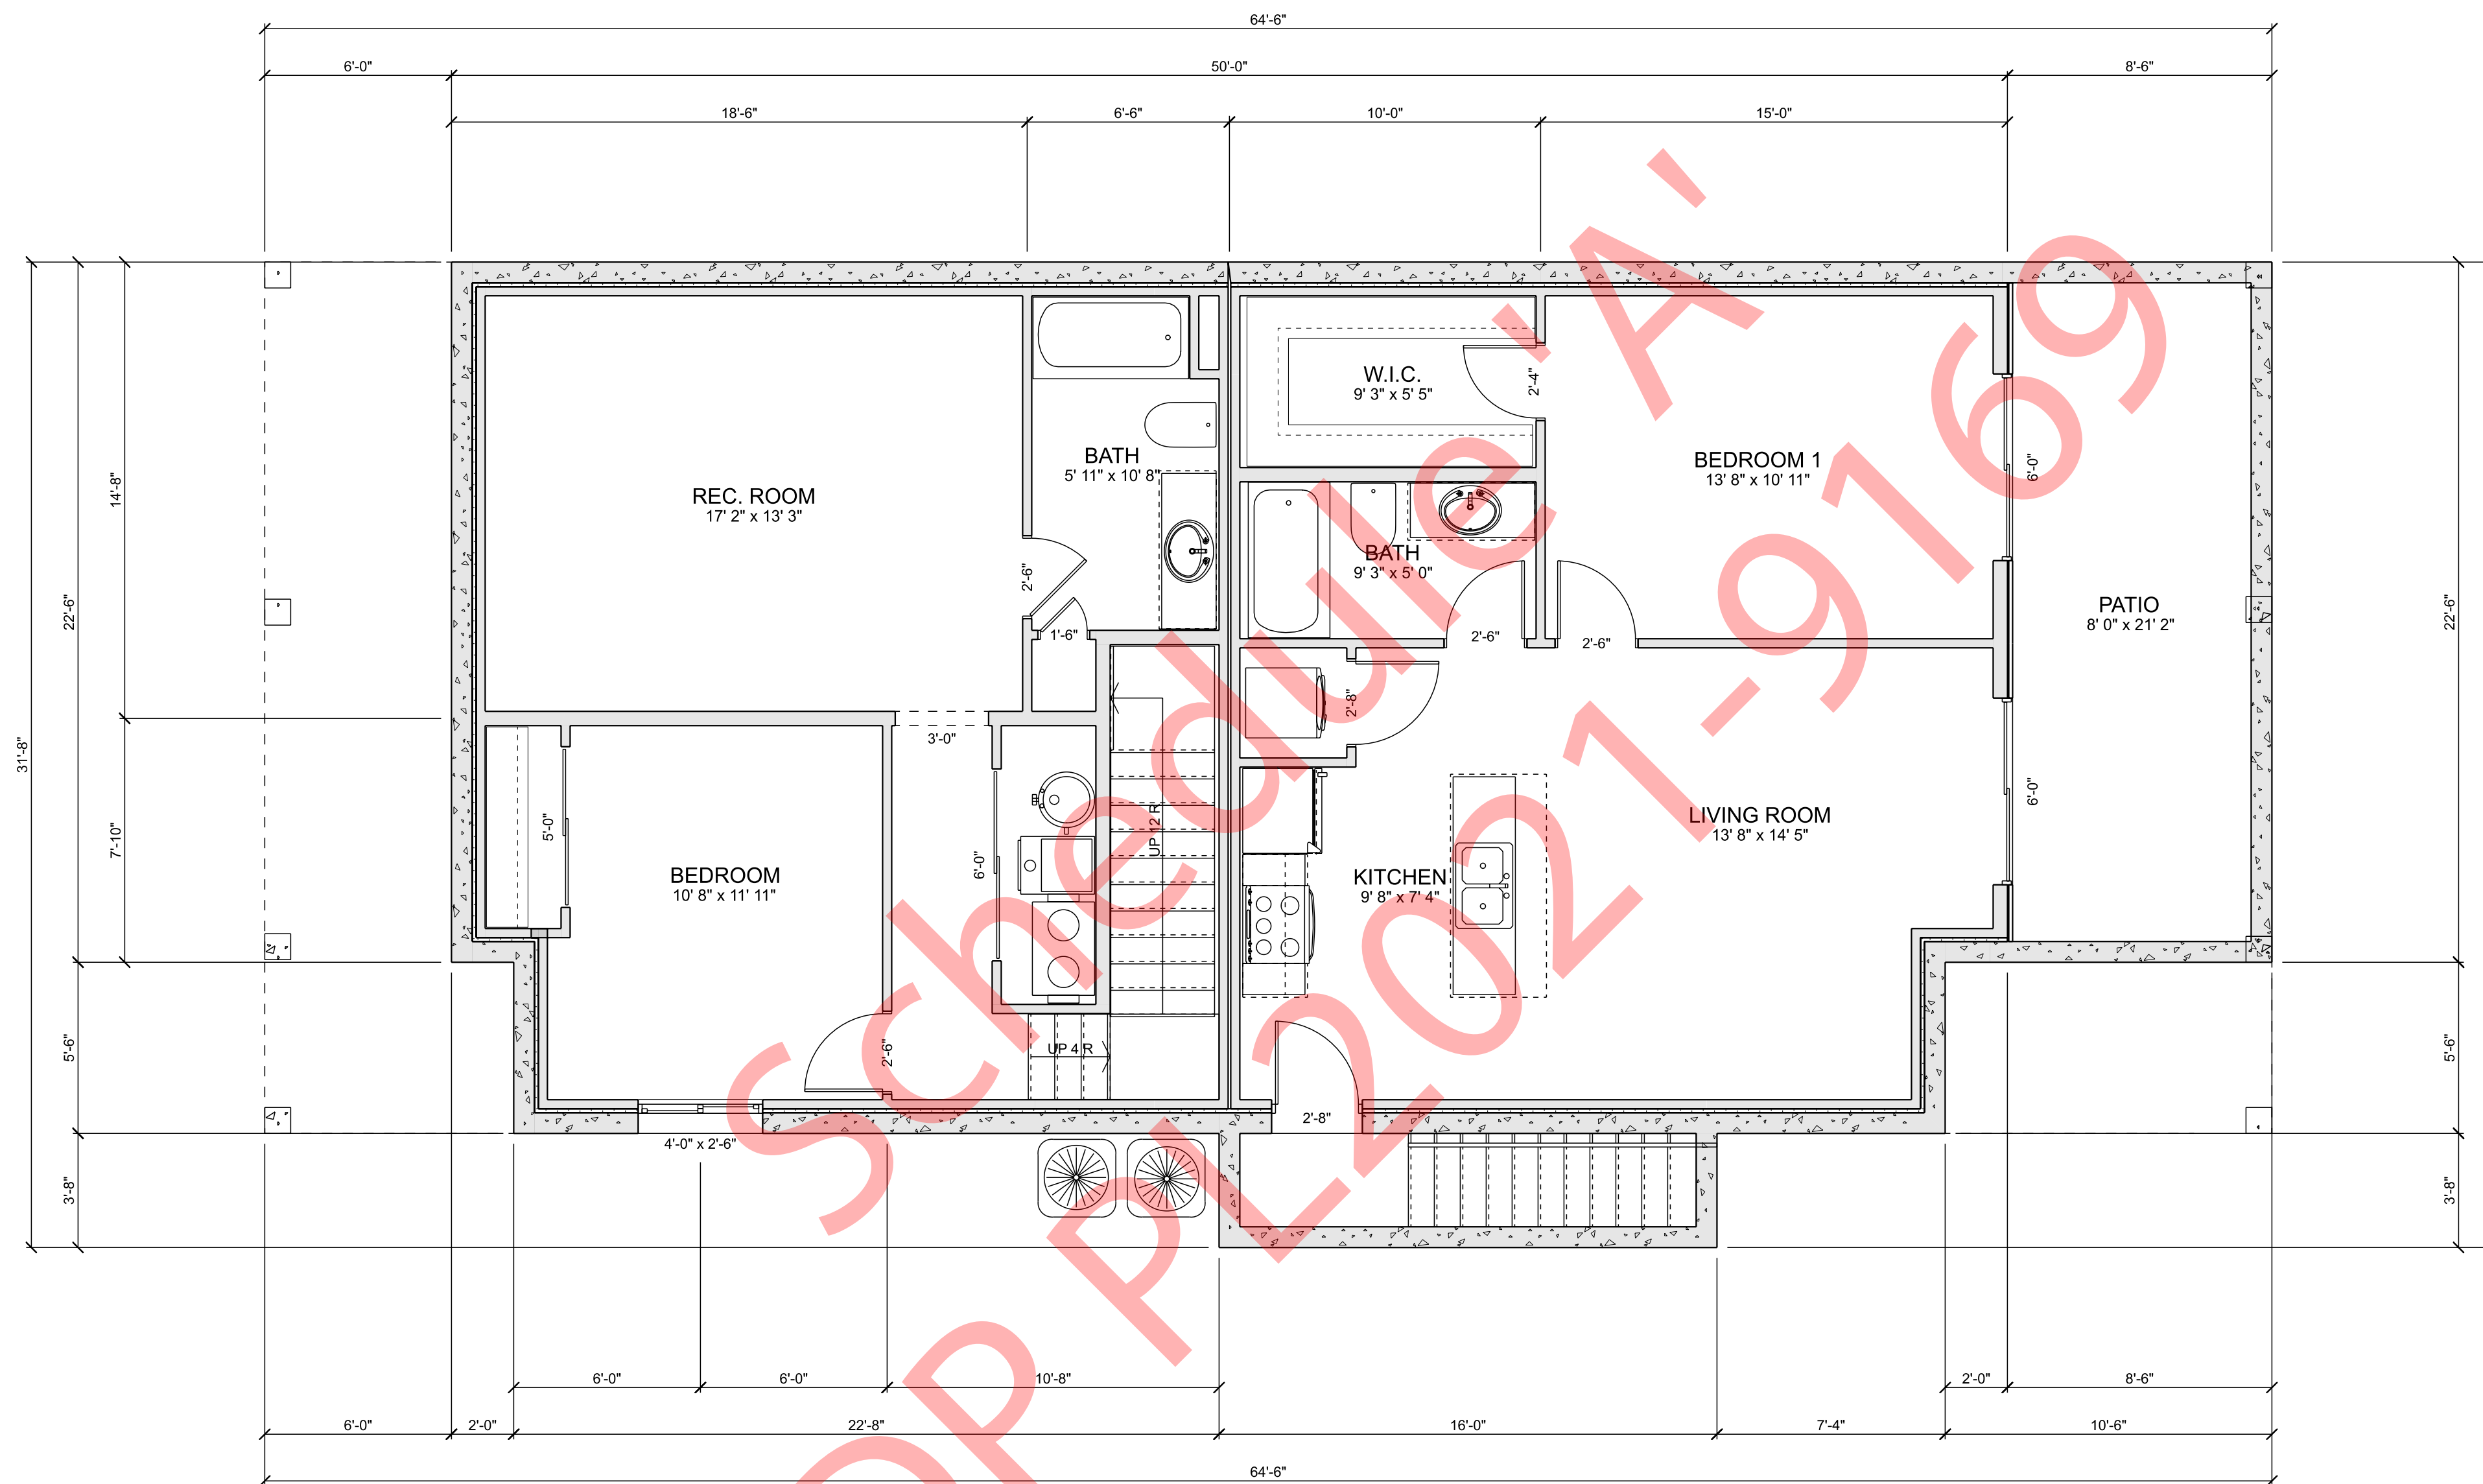 64'-6"
6'-0"
50'-0"
8'-6"
18'-6"
6'-6"
10'-0"
15'-0"
Schedule 'A'
DP PL2021-9169
31'-8"
22'-6"
14'-8"
7'-10"
5'-6"
3'-8"
22'-6"
5'-6"
3'-8"
W.I.C.
9' 3" x 5' 5"
2'-4"
BATH
5' 11" x 10' 8"
BEDROOM 1
13' 8" x 10' 11"
6'-0"
REC. ROOM
17' 2" x 13' 3"
BATH
9' 3" x 5' 0"
2'-6"
1'-6"
2'-6"
2'-6"
PATIO
8' 0" x 21' 2"
2'-8"
3'-0"
5'-0"
UP 12 R
6'-0"
LIVING ROOM
13' 8" x 14' 5"
6'-0"
BEDROOM
10' 8" x 11' 11"
KITCHEN
9' 8" x 7' 4"
2'-6"
UP 4 R
2'-8"
4'-0" x 2'-6"
6'-0"
6'-0"
10'-8"
2'-0"
8'-6"
6'-0"
2'-0"
22'-8"
16'-0"
7'-4"
10'-6"
64'-6"